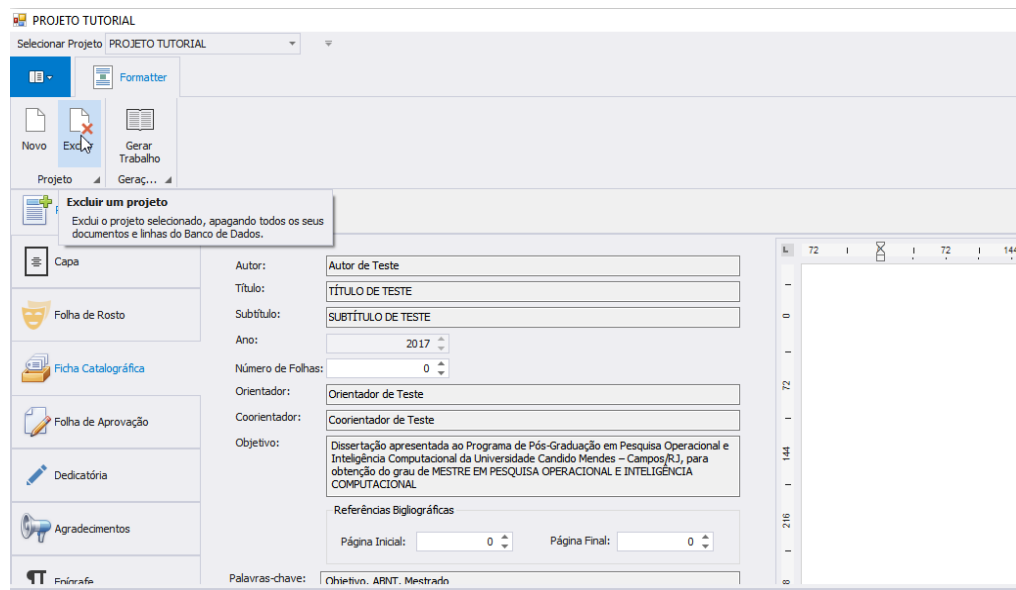 PROJETO TUTORIAL
Selecionar Projeto PROJETO TUTORIAL
Formatter
Novo
Gerar
Trabalho
Projeto
Geraç...
Excluir um projeto
Exclui o projeto selecionado, apagando todos os seus
documentos e linhas do Banco de Dados.
Capa
Folha de Rosto
Ficha Catalográfica
Folha de Aprovação
Dedicatória
Agradecimentos
Epígrafe
Autor: Autor de Teste
Título: TÍTULO DE TESTE
Subtítulo: SUBTÍTULO DE TESTE
Ano: 2017
Número de Folhas: 0
Orientador: Orientador de Teste
Coorientador: Coorientador de Teste
Objetivo: Dissertação apresentada ao Programa de Pós-Graduação em Pesquisa Operacional e
Inteligência Computacional da Universidade Candido Mendes – Campos/RJ, para
obtenção do grau de MESTRE EM PESQUISA OPERACIONAL E INTELIGÊNCIA
COMPUTACIONAL
Referências Bigliográficas
Página Inicial: 0 Página Final: 0
Palavras-chave: Objetivo, ABNT, Mestrado
L 72 72 144
0
72
144
216